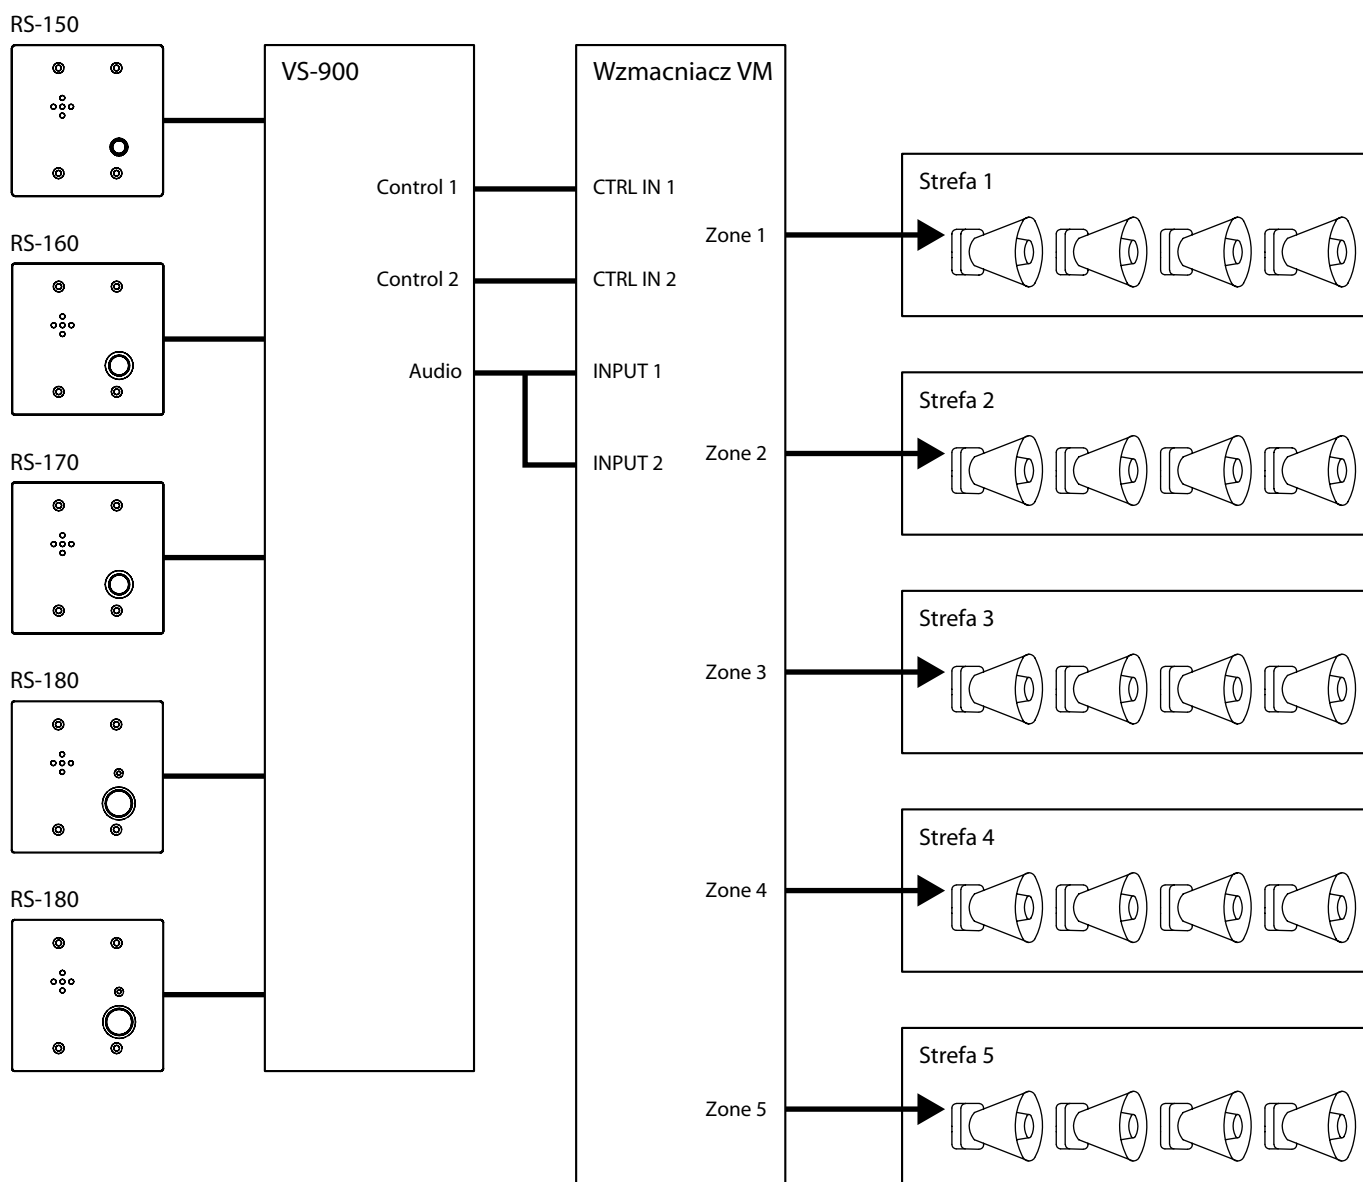 RS-150
RS-160
RS-170
RS-180
RS-180
VS-900
Control 1
Control 2
Audio
Wzmacniacz VM
CTRL IN 1
CTRL IN 2
INPUT 1
INPUT 2
Zone 1
Zone 2
Zone 3
Zone 4
Zone 5
Strefa 1
Strefa 2
Strefa 3
Strefa 4
Strefa 5